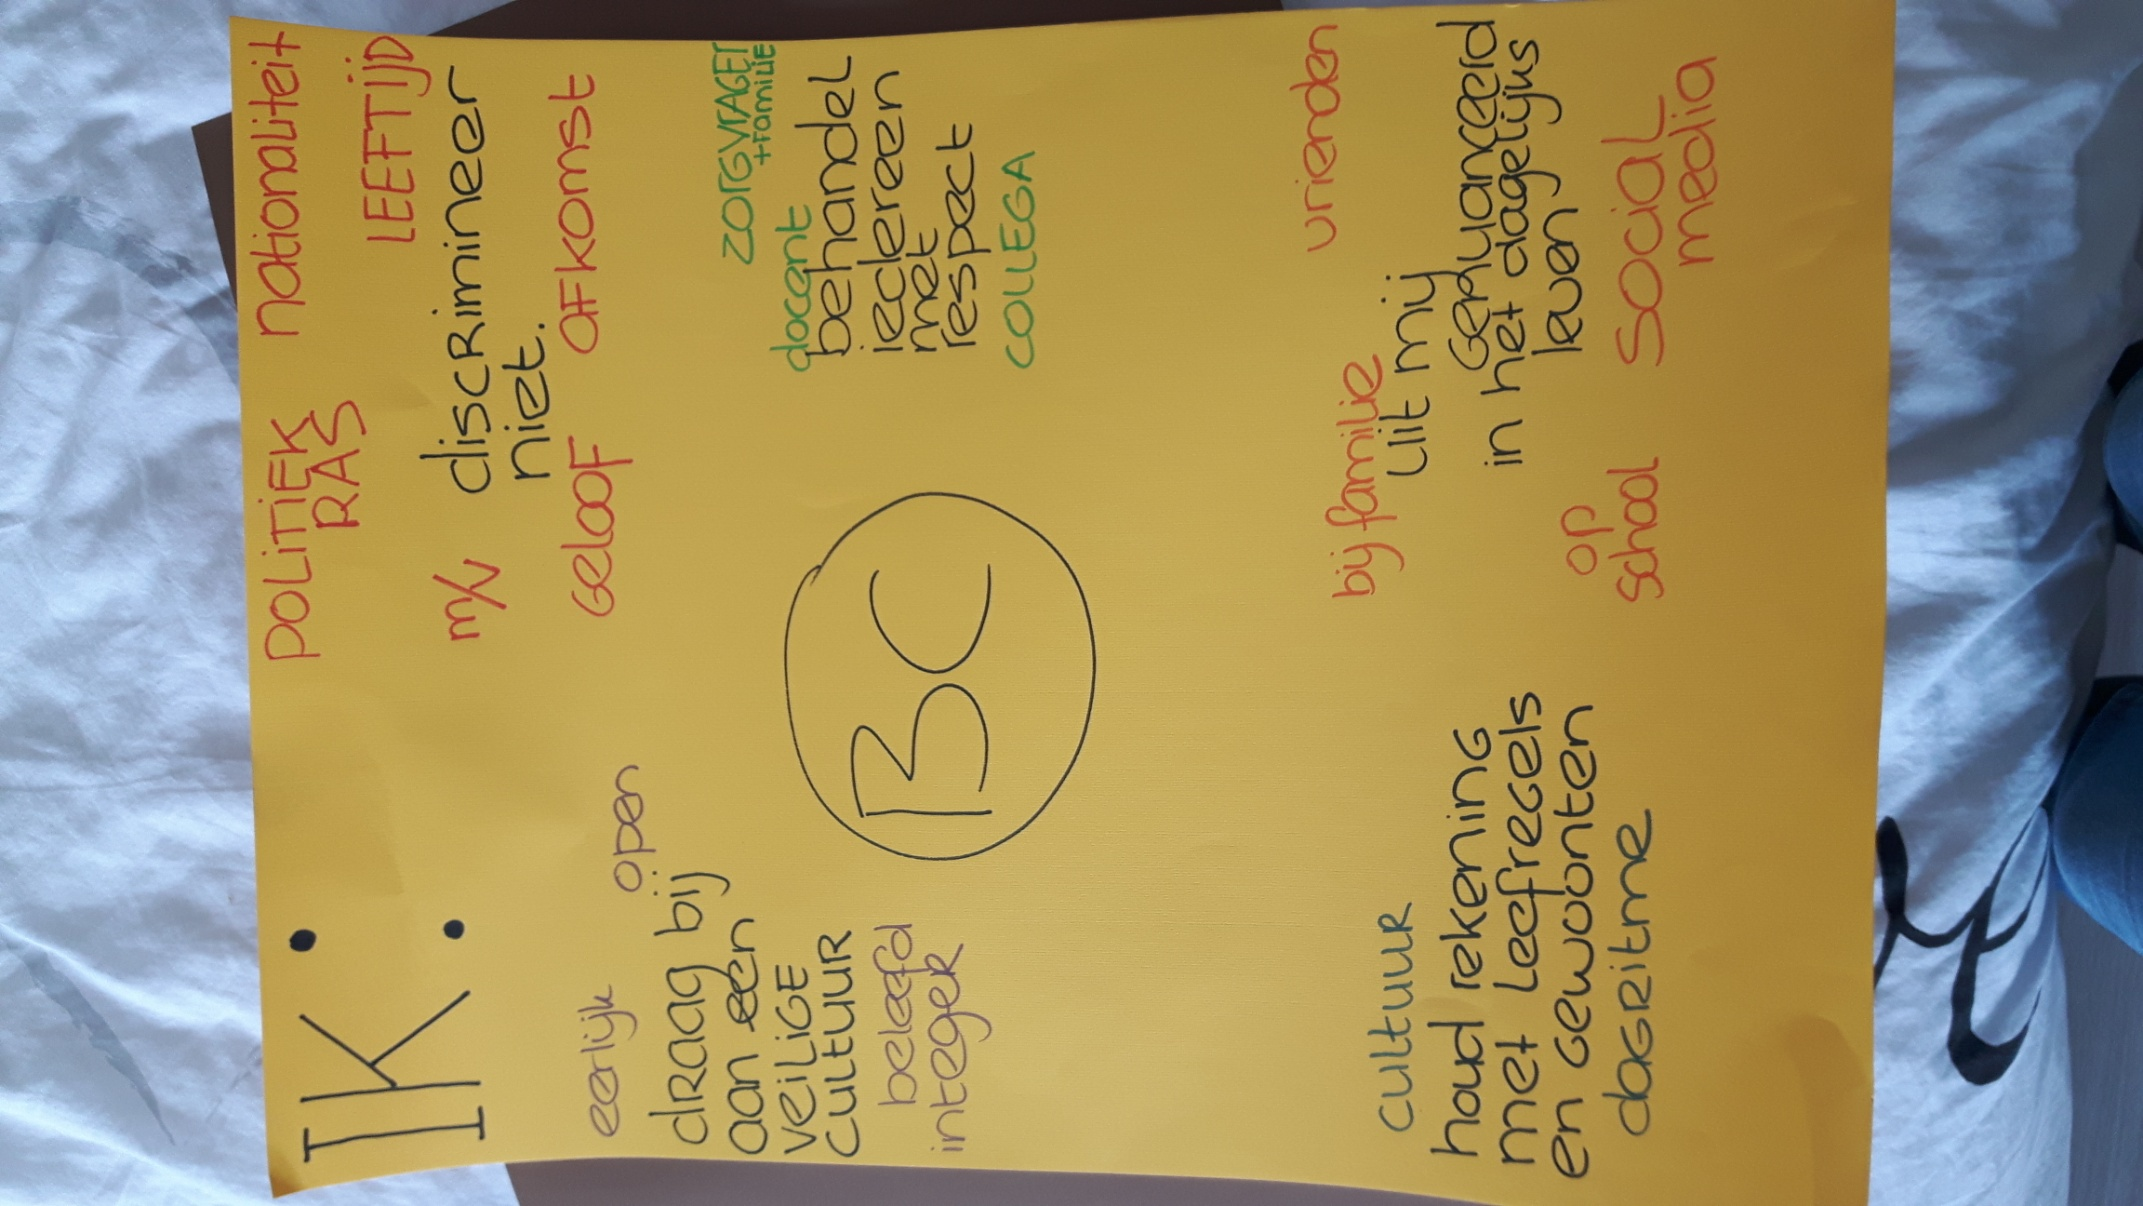 IK:
POLITIEK
nationaliteit
RAS
LEEFTIJD
m/v
discrimineer
niet.
Geloof
AFKOMST
eerlijk
open
draag bij
aan een
VEILIGE
CULTUUR
beleefd
integer
BC
ZORGVRAGER
+FAMILIE
docent
behandel
iedereen
met
respect
COLLEGA
cultuur
houd rekening
met Leefregels
en Gewoonten
dagritme
bij familie
vrienden
Uit mij
Genuanceerd
in het dagelijks
leven
op
school
SOCIAL
media